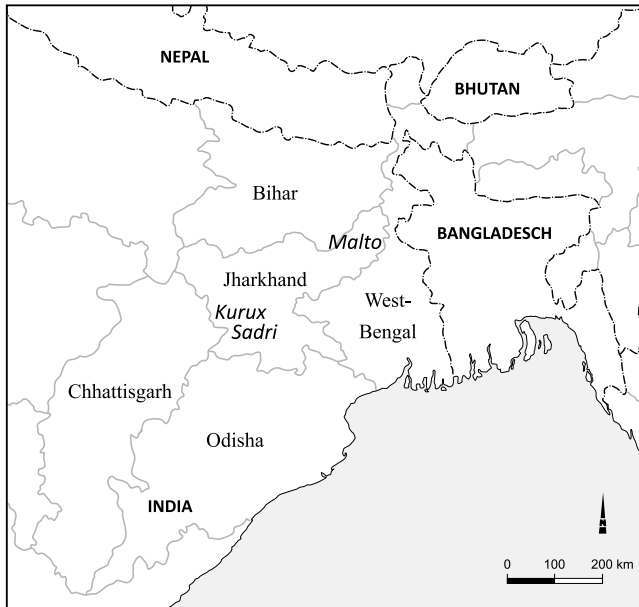 NEPAL
BHUTAN
Bihar
Malto
BANGLADESCH
Jharkhand
Kurux
Sadri
West-
Bengal
Chhattisgarh
Odisha
INDIA
N
0 100 200 km